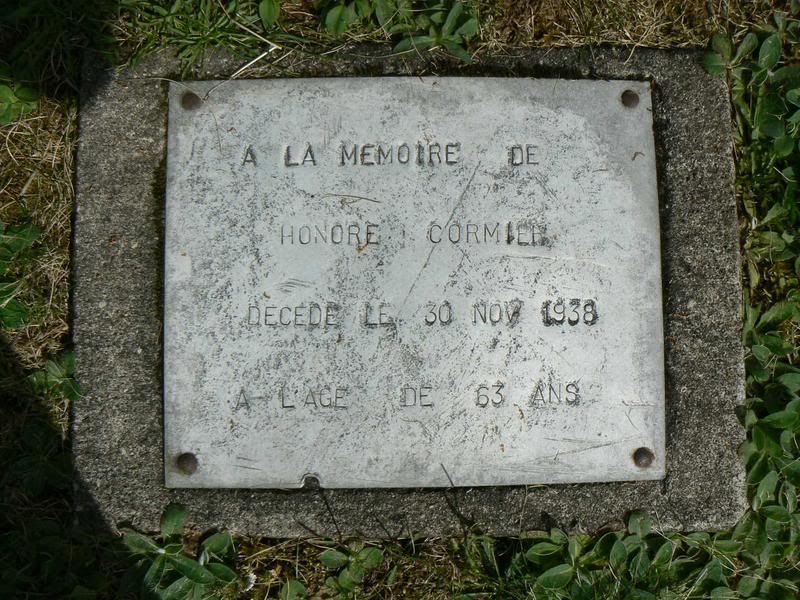 A LA MEMOIRE DE
HONORE CORMIER
DECEDE LE 30 NOV 1938
A L'AGE DE 63 ANS